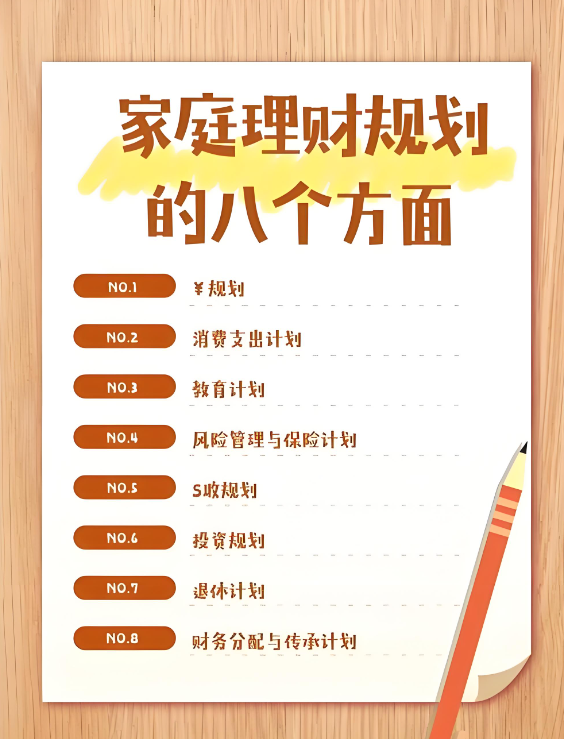 家庭理财规划
的八个方面
NO.1 ¥规划
NO.2 消费支出计划
NO.3 教育计划
NO.4 风险管理与保险计划
NO.5 S收规划
NO.6 投资规划
NO.7 退休计划
NO.8 财务分配与传承计划